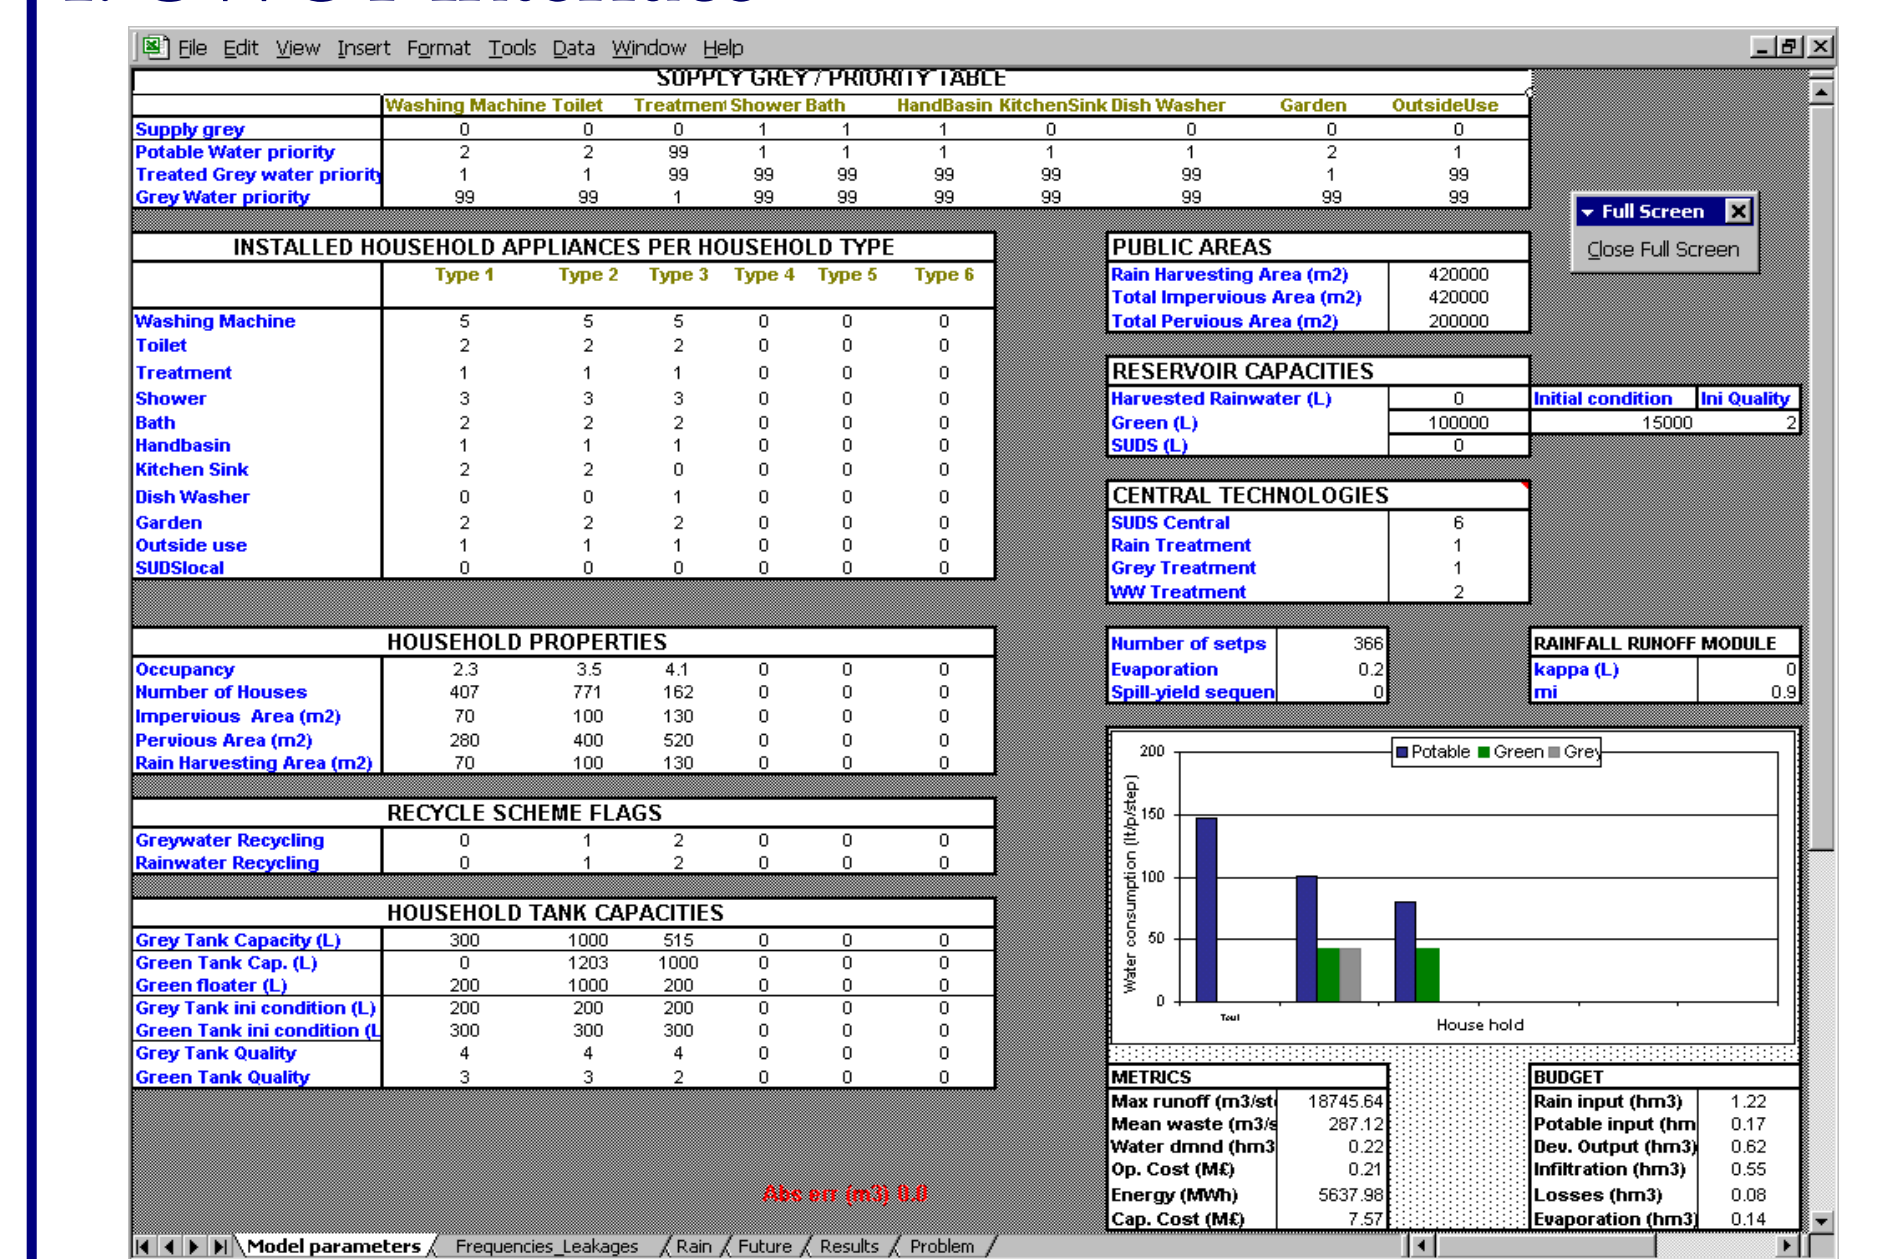 File Edit View Insert Format Tools Data Window Help
SUPPLY GREY / PRIORITY TABLE
Washing Machine Toilet Treatment Shower Bath HandBasin KitchenSink Dish Washer Garden OutsideUse
Supply grey 0 0 0 1 1 1 0 0 0 0
Potable Water priority 2 2 99 1 1 1 1 1 2 1
Treated Grey water priority 1 1 99 99 99 99 99 99 1 99
Grey Water priority 99 99 1 99 99 99 99 99 99 99
Full Screen
Close Full Screen
INSTALLED HOUSEHOLD APPLIANCES PER HOUSEHOLD TYPE
Type 1 Type 2 Type 3 Type 4 Type 5 Type 6
Washing Machine 5 5 5 0 0 0
Toilet 2 2 2 0 0 0
Treatment 1 1 1 0 0 0
Shower 3 3 3 0 0 0
Bath 2 2 2 0 0 0
Handbasin 1 1 1 0 0 0
Kitchen Sink 2 2 0 0 0 0
Dish Washer 0 0 1 0 0 0
Garden 2 2 2 0 0 0
Outside use 1 1 1 0 0 0
SUDSlocal 0 0 0 0 0 0
PUBLIC AREAS
Rain Harvesting Area (m2) 420000
Total Impervious Area (m2) 420000
Total Pervious Area (m2) 200000
RESERVOIR CAPACITIES
Harvested Rainwater (L) 0 Initial condition Ini Quality
Green (L) 100000 15000 2
SUDS (L) 0
CENTRAL TECHNOLOGIES
SUDS Central 6
Rain Treatment 1
Grey Treatment 1
WW Treatment 2
HOUSEHOLD PROPERTIES
Occupancy 2.3 3.5 4.1 0 0 0
Number of Houses 407 771 162 0 0 0
Impervious Area (m2) 70 100 130 0 0 0
Pervious Area (m2) 280 400 520 0 0 0
Rain Harvesting Area (m2) 70 100 130 0 0 0
Number of setps 366
Evaporation 0.2
Spill-yield sequen 0
RAINFALL RUNOFF MODULE
kappa (L) 0
mi 0.9
RECYCLE SCHEME FLAGS
Greywater Recycling 0 1 2 0 0 0
Rainwater Recycling 0 1 2 0 0 0
HOUSEHOLD TANK CAPACITIES
Grey Tank Capacity (L) 300 1000 515 0 0 0
Green Tank Cap. (L) 0 1203 1000 0 0 0
Green floater (L) 200 1000 200 0 0 0
Grey Tank ini condition (L) 200 200 200 0 0 0
Green Tank ini condition (L 300 300 300 0 0 0
Grey Tank Quality 4 4 4 0 0 0
Green Tank Quality 3 3 2 0 0 0
Potable Green Grey
Water consumption (lt/p/step)
200
150
100
50
0
House hold
METRICS
Max runoff (m3/st 18745.64
Mean waste (m3/s 287.12
Water dmnd (hm3 0.22
Op. Cost (M£) 0.21
Energy (MWh) 5637.98
Cap. Cost (M£) 7.57
BUDGET
Rain input (hm3) 1.22
Potable input (hm 0.17
Dev. Output (hm3) 0.62
Infiltration (hm3) 0.55
Losses (hm3) 0.08
Evaporation (hm3) 0.14
Abs err (m3) 0.0
Model parameters Frequencies_Leakages Rain Future Results Problem